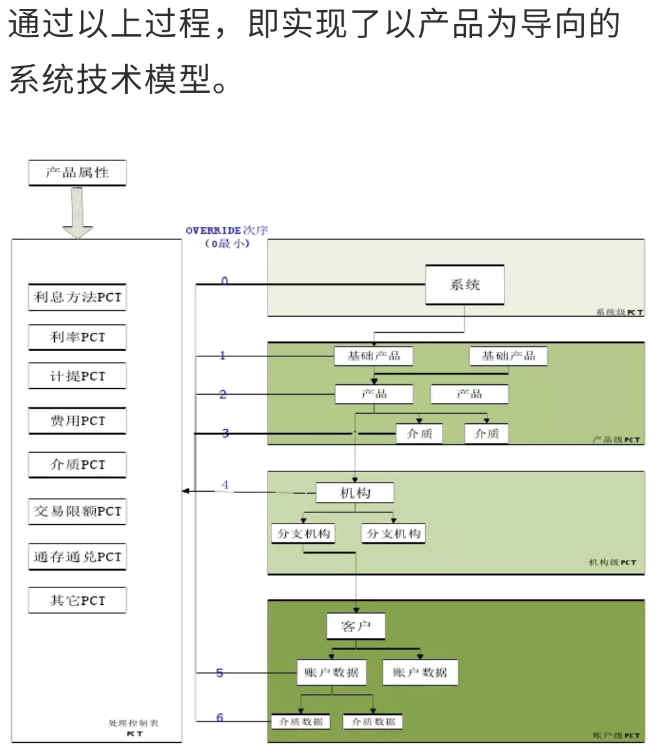 通过以上过程，即实现了以产品为导向的
系统技术模型。
产品属性
OVERRIDE次序
（0最小）
利息方法PCT
利率PCT
计提PCT
费用PCT
介质PCT
交易限额PCT
通存通兑PCT
其它PCT
处理控制表
PCT
0
系统
系统级PCT
1
基础产品
基础产品
2
产品
产品
3
介质
介质
产品级PCT
4
机构
分支机构
分支机构
机构级PCT
客户
5
账户数据
账户数据
6
介质数据
介质数据
账户级PCT